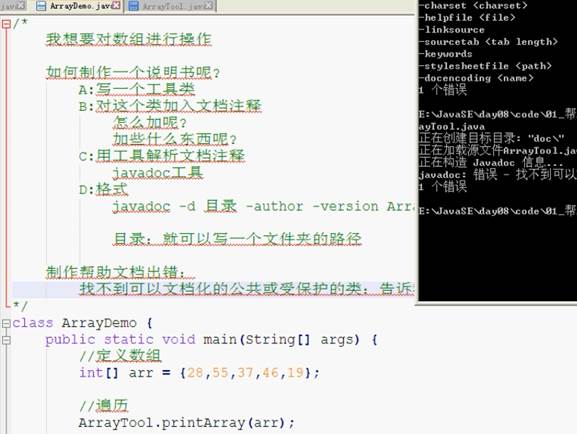 ArrayDemo.java
ArrayTool.java
/*
我想要对数组进行操作
如何制作一个说明书呢?
A:写一个工具类
B:对这个类加入文档注释
怎么加呢?
加些什么东西呢?
C:用工具解析文档注释
javadoc工具
D:格式
javadoc -d 目录 -author -version
目录：就可以写一个文件夹的路径
制作帮助文档出错：
找不到可以文档化的公共或受保护的类：告诉
*/
class ArrayDemo {
public static void main(String[] args) {
//定义数组
int[] arr = {28,55,37,46,19};
//遍历
ArrayTool.printArray(arr);
-charset <charset>
-helpfile <file>
-linksource
-sourcetab <tab length>
-keywords
-stylesheetfile <path>
-docencoding <name>
1 个错误
E:\JavaSE\day08\code\01_帮
ayTool.java
正在创建目标目录："doc\"
正在加载源文件ArrayTool.jav
正在构造 Javadoc 信息...
javadoc: 错误 - 找不到可以
1 个错误
E:\JavaSE\day08\code\01_帮